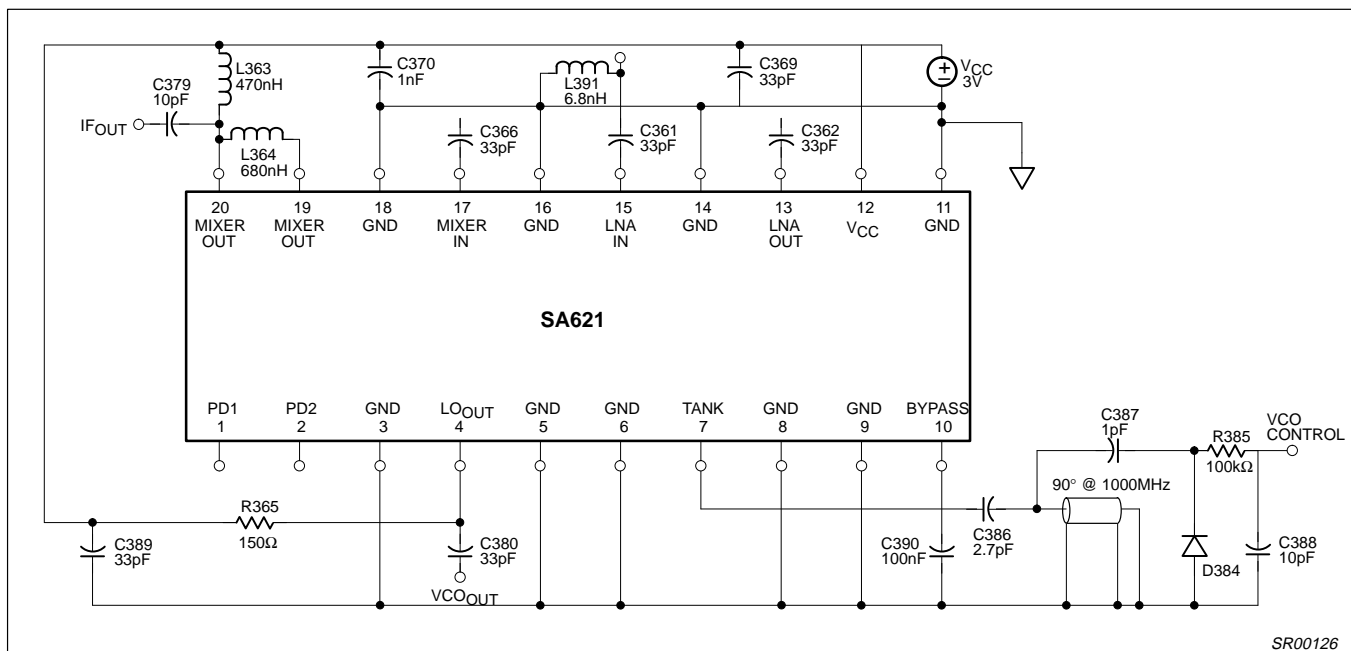 C379
10pF
L363
470nH
IFOUT
L364
680nH
C370
1nF
L391
6.8nH
C369
33pF
VCC
3V
C366
33pF
C361
33pF
C362
33pF
20 19 18 17 16 15 14 13 12 11
MIXER OUT
MIXER OUT
GND
MIXER IN
GND
LNA IN
GND
LNA OUT
VCC
GND
SA621
PD1 PD2 GND LOOUT GND GND TANK GND GND BYPASS
1 2 3 4 5 6 7 8 9 10
R365
150Ω
C389
33pF
C380
33pF
VCOOUT
C390
100nF
C386
2.7pF
90° @ 1000MHz
C387
1pF
R385
100kΩ
VCO
CONTROL
D384
C388
10pF
SR00126